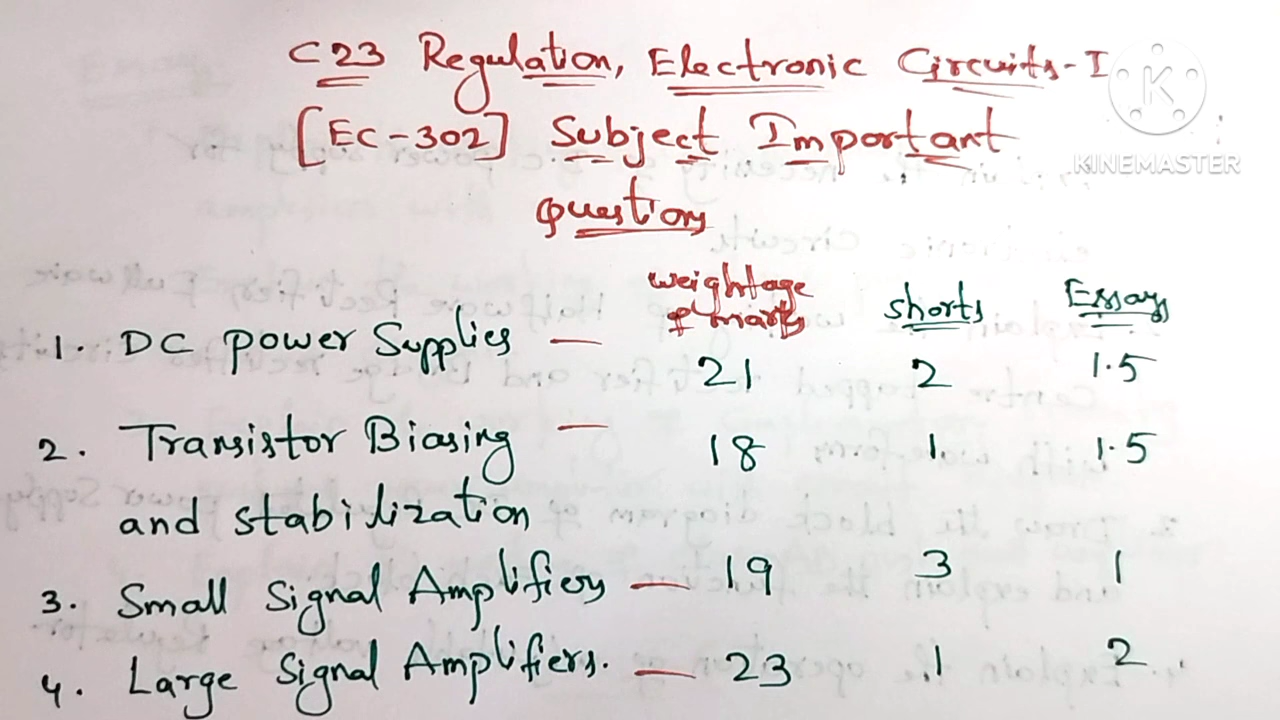 C23 Regulation, Electronic Circuits-I
[EC-302] Subject Important
questions
weightage of marks shorts Essays
1. DC power Supplies — 21 2 1.5
2. Transistor Biasing — 18 1 1.5
and stabilization
3. Small Signal Amplifiers — 19 3 1
4. Large Signal Amplifiers. — 23 1 2
K
KINEMASTER